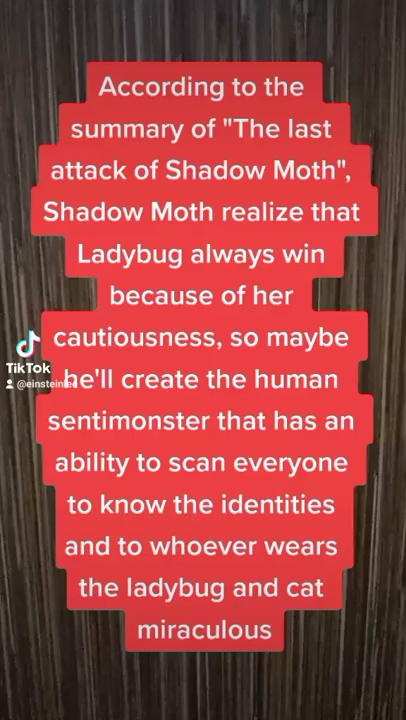 According to the
summary of "The last
attack of Shadow Moth",
Shadow Moth realize that
Ladybug always win
because of her
cautiousness, so maybe
he'll create the human
sentimonster that has an
ability to scan everyone
to know the identities
and to whoever wears
the ladybug and cat
miraculous
TikTok